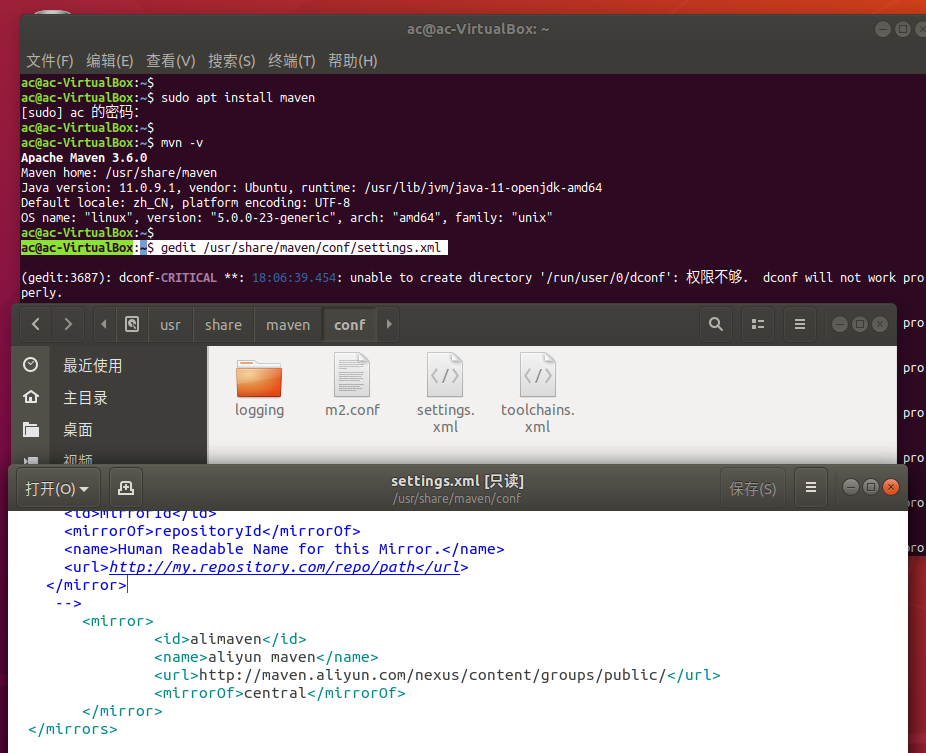 ac@ac-VirtualBox: ~
文件(F) 编辑(E) 查看(V) 搜索(S) 终端(T) 帮助(H)
ac@ac-VirtualBox:~$
ac@ac-VirtualBox:~$ sudo apt install maven
[sudo] ac 的密码：
ac@ac-VirtualBox:~$
ac@ac-VirtualBox:~$ mvn -v
Apache Maven 3.6.0
Maven home: /usr/share/maven
Java version: 11.0.9.1, vendor: Ubuntu, runtime: /usr/lib/jvm/java-11-openjdk-amd64
Default locale: zh_CN, platform encoding: UTF-8
OS name: "linux", version: "5.0.0-23-generic", arch: "amd64", family: "unix"
ac@ac-VirtualBox:~$
ac@ac-VirtualBox:~$ gedit /usr/share/maven/conf/settings.xml
(gedit:3687): dconf-CRITICAL **: 18:06:39.454: unable to create directory '/run/user/0/dconf': 权限不够. dconf will not work pro
perly.
usr share maven conf
pro
最近使用
主目录
桌面
视频
logging
m2.conf
settings.
xml
toolchains.
xml
pro
pro
pro
pro
pro
打开(O)
settings.xml [只读]
/usr/share/maven/conf
保存(S)
<id>mirrorId</id>
<mirrorOf>repositoryId</mirrorOf>
<name>Human Readable Name for this Mirror.</name>
<url>http://my.repository.com/repo/path</url>
</mirror>
-->
<mirror>
<id>alimaven</id>
<name>aliyun maven</name>
<url>http://maven.aliyun.com/nexus/content/groups/public/</url>
<mirrorOf>central</mirrorOf>
</mirror>
</mirrors>